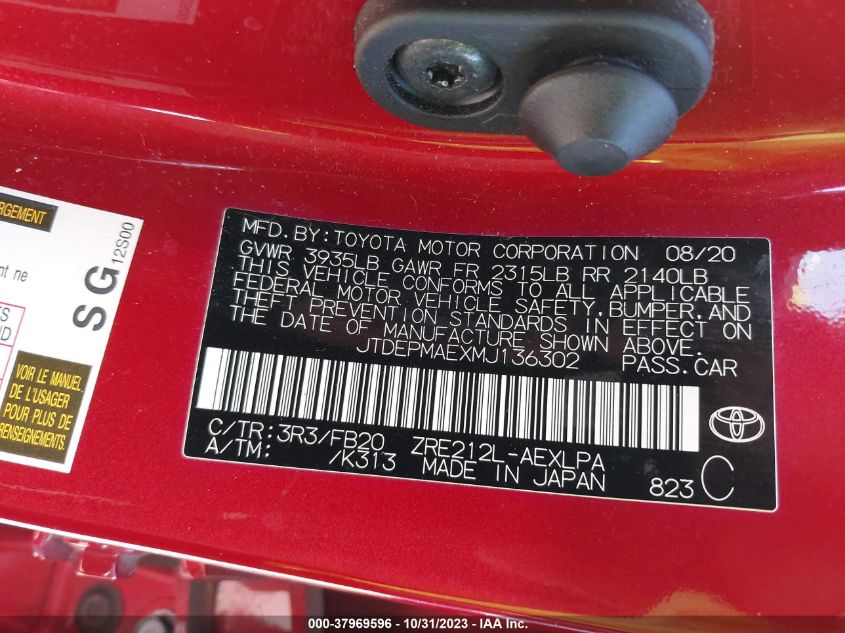 RGEMENT
nt ne
SG 12S00
ES
ND
VOIR LE MANUEL
DE L'USAGER
POUR PLUS DE
RENSEIGNEMENTS.
MFD. BY: TOYOTA MOTOR CORPORATION 08/20
GVWR 3935LB GAWR FR 2315LB RR 2140LB
THIS VEHICLE CONFORMS TO ALL APPLICABLE
FEDERAL MOTOR VEHICLE SAFETY, BUMPER, AND
THEFT PREVENTION STANDARDS IN EFFECT ON
THE DATE OF MANUFACTURE SHOWN ABOVE.
JTDEPMAEXMJ136302 PASS.CAR
C/TR: 3R3/FB20 ZRE212L-AEXLPA
A/TM: /K313 MADE IN JAPAN 823 C
000-37969596 - 10/31/2023 - IAA Inc.